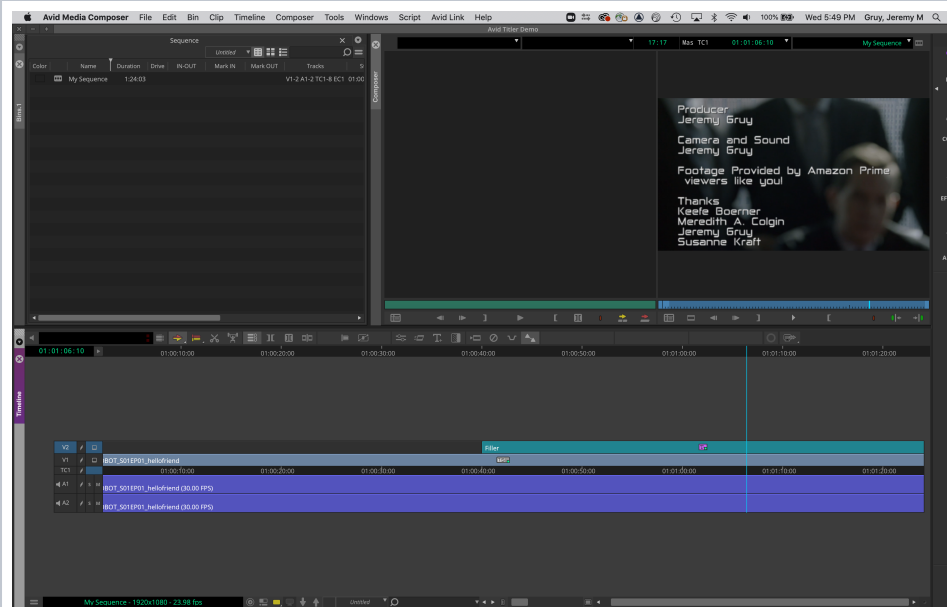 Avid Media Composer File Edit Bin Clip Timeline Composer Tools Windows Script Avid Link Help 100% Wed 5:49 PM Gruy, Jeremy M
Avid Titler Demo
Sequence
Untitled
17:17 Mas TC1 01:01:06:10 My Sequence
Color Name Duration Drive IN-OUT Mark IN Mark OUT Tracks
My Sequence 1:24:03 V1-2 A1-2 TC1-8 EC1 01:00
Bins:1
Composer
Producer
Jeremy Gruy
Camera and Sound
Jeremy Gruy
Footage Provided by Amazon Prime
viewers like you!
Thanks
Keefe Boerner
Meredith A. Colgin
Jeremy Gruy
Susanne Kraft
01:01:06:10
01:00:10:00 01:00:20:00 01:00:30:00 01:00:40:00 01:00:50:00 01:01:00:00 01:01:10:00 01:01:20:00
Timeline
V2 Filler
V1 BOT_S01EP01_hellofriend
TC1 01:00:10:00 01:00:20:00 01:00:30:00 01:00:40:00 01:00:50:00 01:01:00:00 01:01:10:00 01:01:20:00
A1 S M BOT_S01EP01_hellofriend (30.00 FPS)
A2 S M BOT_S01EP01_hellofriend (30.00 FPS)
My Sequence - 1920x1080 - 23.98 fps Untitled